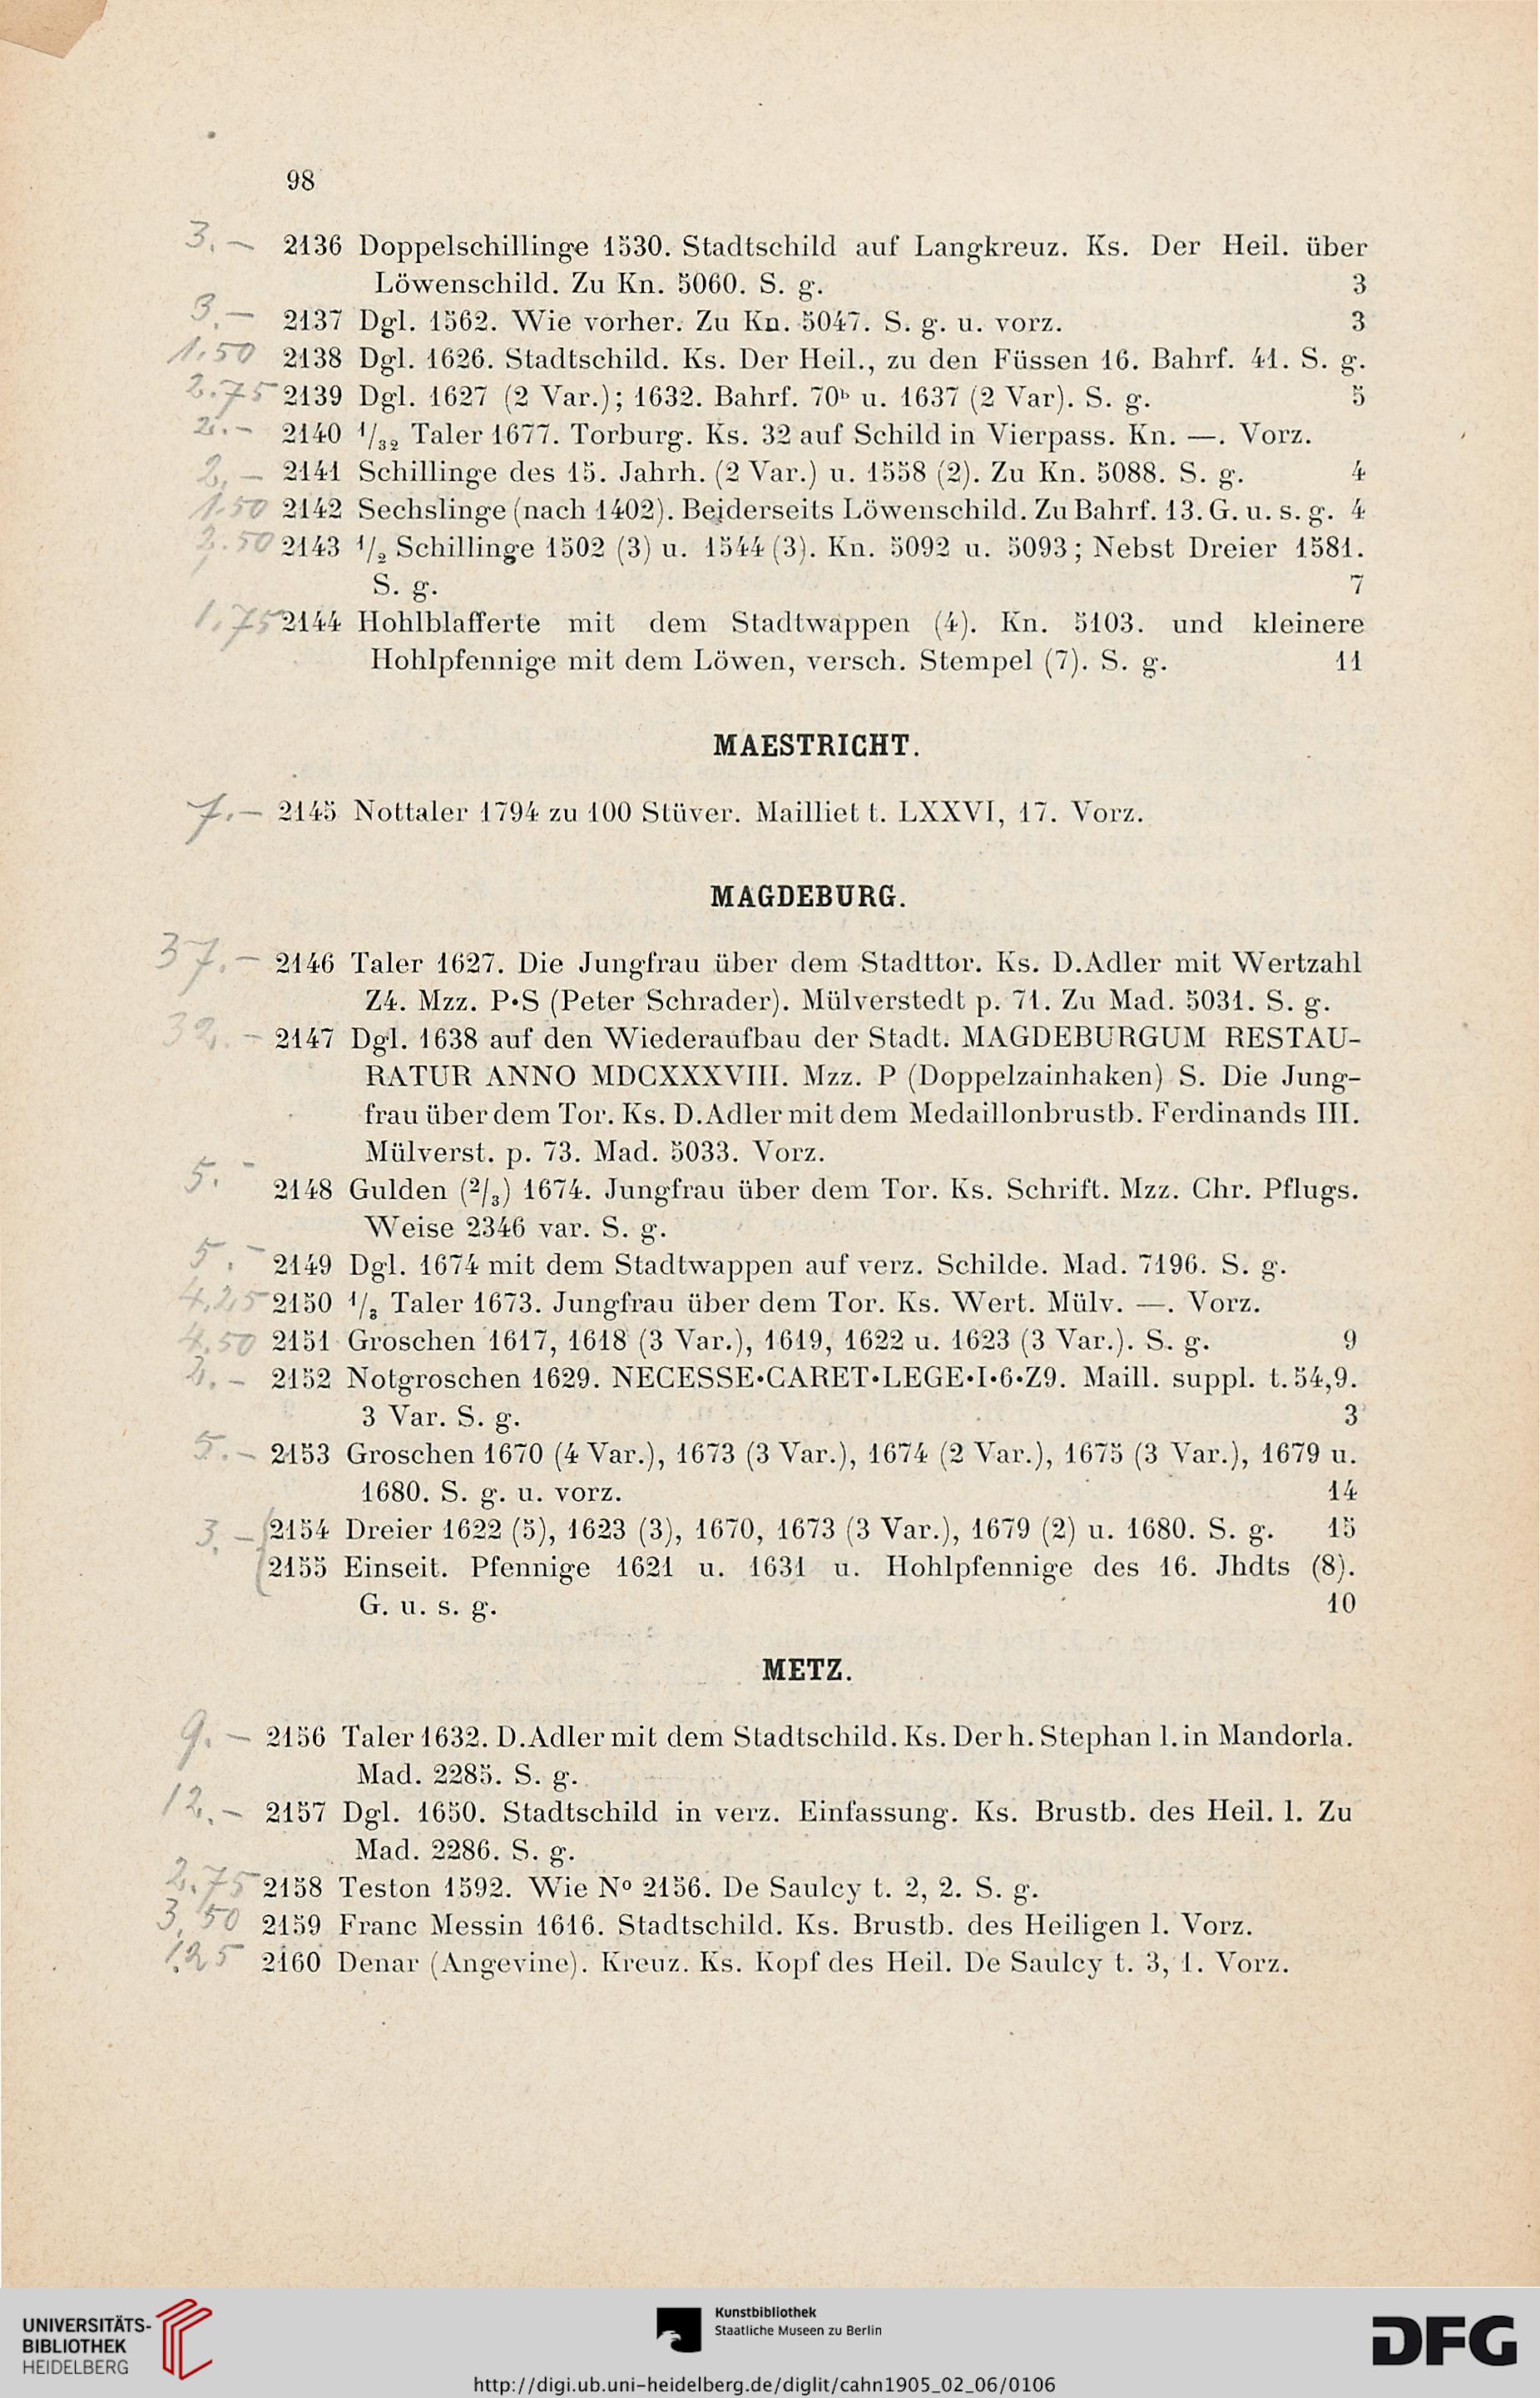 98
3. — 2136 Doppelschillinge 1530. Stadtschild auf Langkreuz. Ks. Der Heil. über
Löwenschild. Zu Kn. 5060. S. g. 3
3. — 2137 Dgl. 1562. Wie vorher. Zu Kn. 5047. S. g. u. vorz. 3
1.50 2138 Dgl. 1626. Stadtschild. Ks. Der Heil., zu den Füssen 16. Bahrf. 41. S. g.
2.75 2139 Dgl. 1627 (2 Var.); 1632. Bahrf. 70ᵇ u. 1637 (2 Var). S. g. 5
2. — 2140 ¹/₃₂ Taler 1677. Torburg. Ks. 32 auf Schild in Vierpass. Kn. —. Vorz.
2. — 2141 Schillinge des 15. Jahrh. (2 Var.) u. 1558 (2). Zu Kn. 5088. S. g. 4
1.50 2142 Sechslinge (nach 1402). Beiderseits Löwenschild. Zu Bahrf. 13. G. u. s. g. 4
2.50 2143 ¹/₂ Schillinge 1502 (3) u. 1544 (3). Kn. 5092 u. 5093; Nebst Dreier 1581.
S. g. 7
1.75 2144 Hohlblafferte mit dem Stadtwappen (4). Kn. 5103. und kleinere
Hohlpfennige mit dem Löwen, versch. Stempel (7). S. g. 11
MAESTRICHT.
7. — 2145 Nottaler 1794 zu 100 Stüver. Mailliet t. LXXVI, 17. Vorz.
MAGDEBURG.
37. — 2146 Taler 1627. Die Jungfrau über dem Stadttor. Ks. D.Adler mit Wertzahl
Z4. Mzz. P•S (Peter Schrader). Mülverstedt p. 71. Zu Mad. 5031. S. g.
32. — 2147 Dgl. 1638 auf den Wiederaufbau der Stadt. MAGDEBURGUM RESTAU-
RATUR ANNO MDCXXXVIII. Mzz. P (Doppelzainhaken) S. Die Jung-
frau über dem Tor. Ks. D.Adler mit dem Medaillonbrustb. Ferdinands III.
Mülverst. p. 73. Mad. 5033. Vorz.
5. — 2148 Gulden (²/₃) 1674. Jungfrau über dem Tor. Ks. Schrift. Mzz. Chr. Pflugs.
Weise 2346 var. S. g.
5. — 2149 Dgl. 1674 mit dem Stadtwappen auf verz. Schilde. Mad. 7196. S. g.
4.25 2150 ¹/₃ Taler 1673. Jungfrau über dem Tor. Ks. Wert. Mülv. —. Vorz.
4.50 2151 Groschen 1617, 1618 (3 Var.), 1619, 1622 u. 1623 (3 Var.). S. g. 9
2. — 2152 Notgroschen 1629. NECESSE•CARET•LEGE•I•6•Z9. Maill. suppl. t. 54,9.
3 Var. S. g. 3
5. — 2153 Groschen 1670 (4 Var.), 1673 (3 Var.), 1674 (2 Var.), 1675 (3 Var.), 1679 u.
1680. S. g. u. vorz. 14
3. — 2154 Dreier 1622 (5), 1623 (3), 1670, 1673 (3 Var.), 1679 (2) u. 1680. S. g. 15
2155 Einseit. Pfennige 1621 u. 1631 u. Hohlpfennige des 16. Jhdts (8).
G. u. s. g. 10
METZ.
9. — 2156 Taler 1632. D.Adler mit dem Stadtschild. Ks. Der h. Stephan l. in Mandorla.
Mad. 2285. S. g.
12. — 2157 Dgl. 1650. Stadtschild in verz. Einfassung. Ks. Brustb. des Heil. l. Zu
Mad. 2286. S. g.
2.75 2158 Teston 1592. Wie Nº 2156. De Saulcy t. 2, 2. S. g.
3.50 2159 Franc Messin 1616. Stadtschild. Ks. Brustb. des Heiligen l. Vorz.
1.25 2160 Denar (Angevine). Kreuz. Ks. Kopf des Heil. De Saulcy t. 3, 1. Vorz.
UNIVERSITÄTS-
BIBLIOTHEK
HEIDELBERG
Kunstbibliothek
Staatliche Museen zu Berlin
DFG
http://digi.ub.uni-heidelberg.de/diglit/cahn1905_02_06/0106